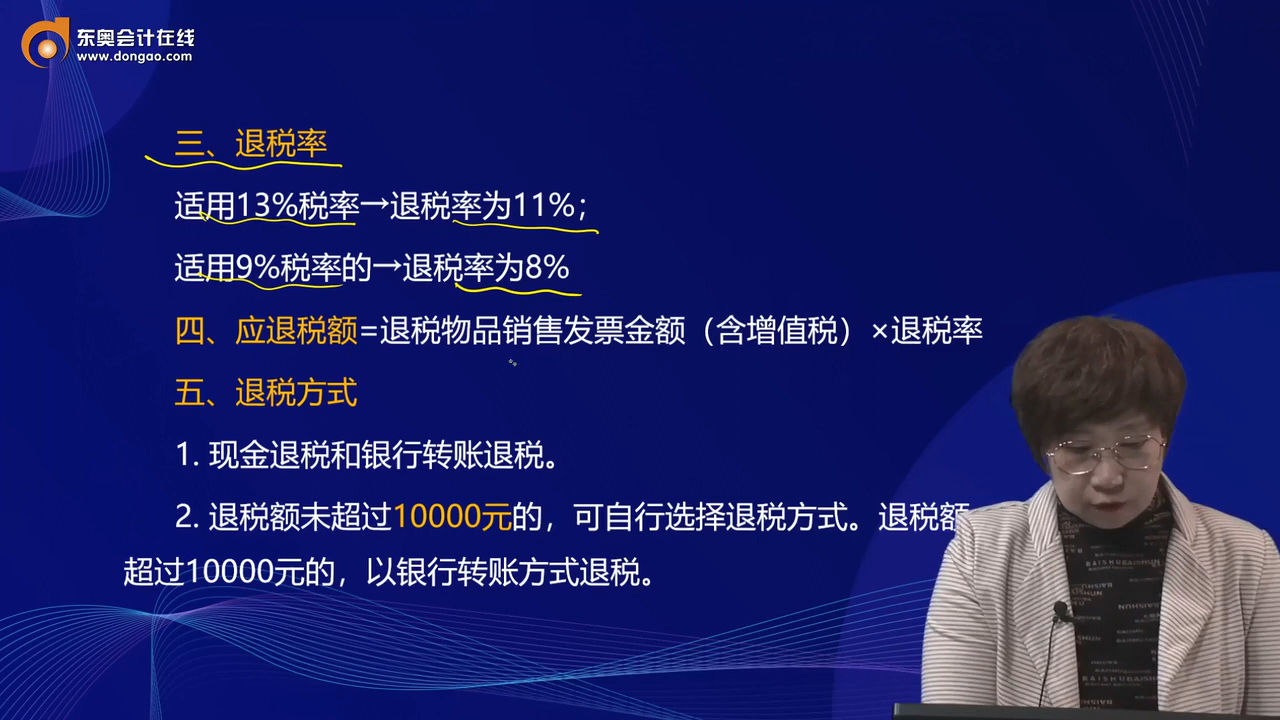 东奥会计在线
www.dongao.com
三、退税率
适用13%税率→退税率为11%；
适用9%税率的→退税率为8%
四、应退税额=退税物品销售发票金额（含增值税）×退税率
五、退税方式
1. 现金退税和银行转账退税。
2. 退税额未超过10000元的，可自行选择退税方式。退税额
超过10000元的，以银行转账方式退税。
BAISHUN